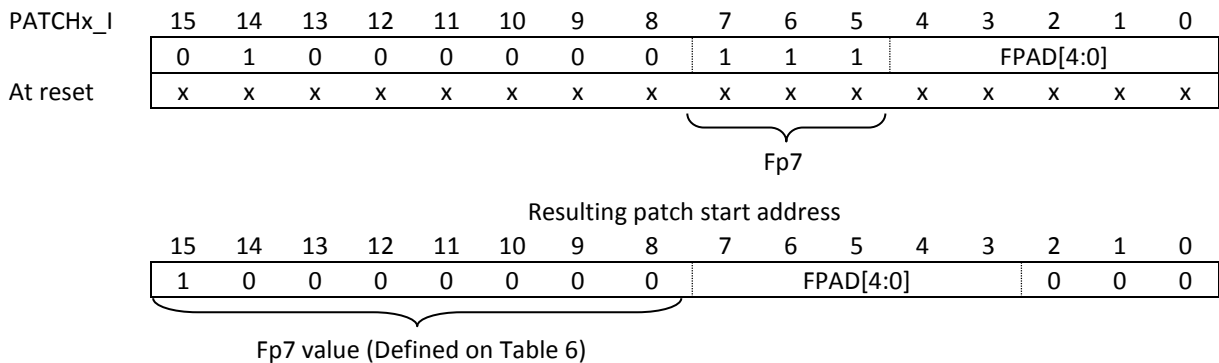 PATCHx_I 15 14 13 12 11 10 9 8 7 6 5 4 3 2 1 0
0 1 0 0 0 0 0 0 1 1 1 FPAD[4:0]
At reset x x x x x x x x x x x x x x x x
Fp7
Resulting patch start address
15 14 13 12 11 10 9 8 7 6 5 4 3 2 1 0
1 0 0 0 0 0 0 0 FPAD[4:0] 0 0 0
Fp7 value (Defined on Table 6)